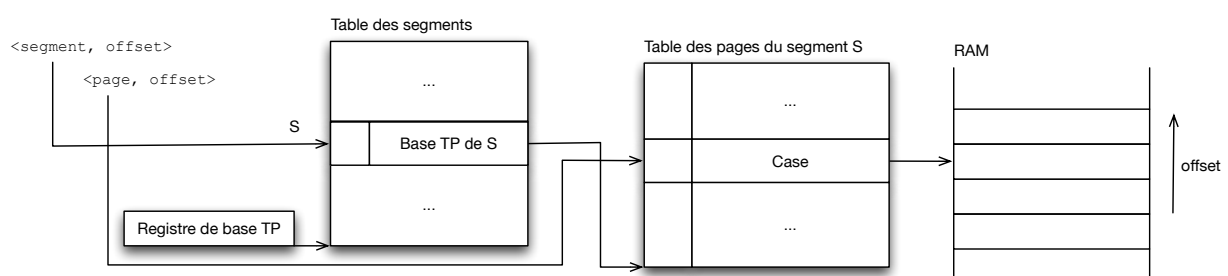 Table des segments
<segment, offset>
<page, offset>
Table des pages du segment S
RAM
...
...
S
Base TP de S
Case
offset
...
...
Registre de base TP